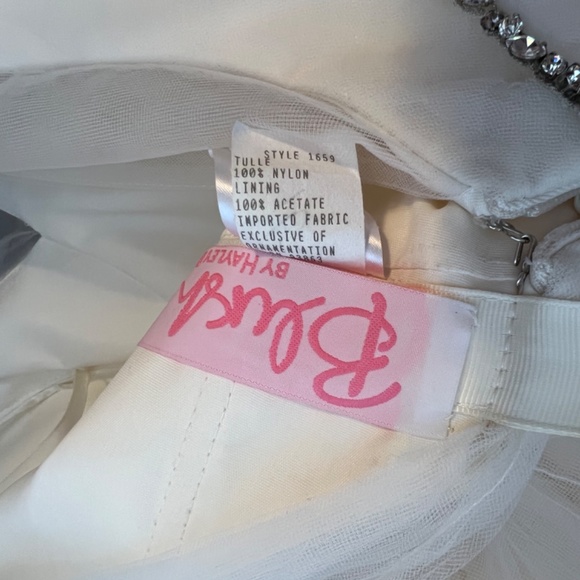 STYLE 1659
TULLE
100% NYLON
LINING
100% ACETATE
IMPORTED FABRIC
EXCLUSIVE OF
ORNAMENTATION
Blush
BY HAYLEY